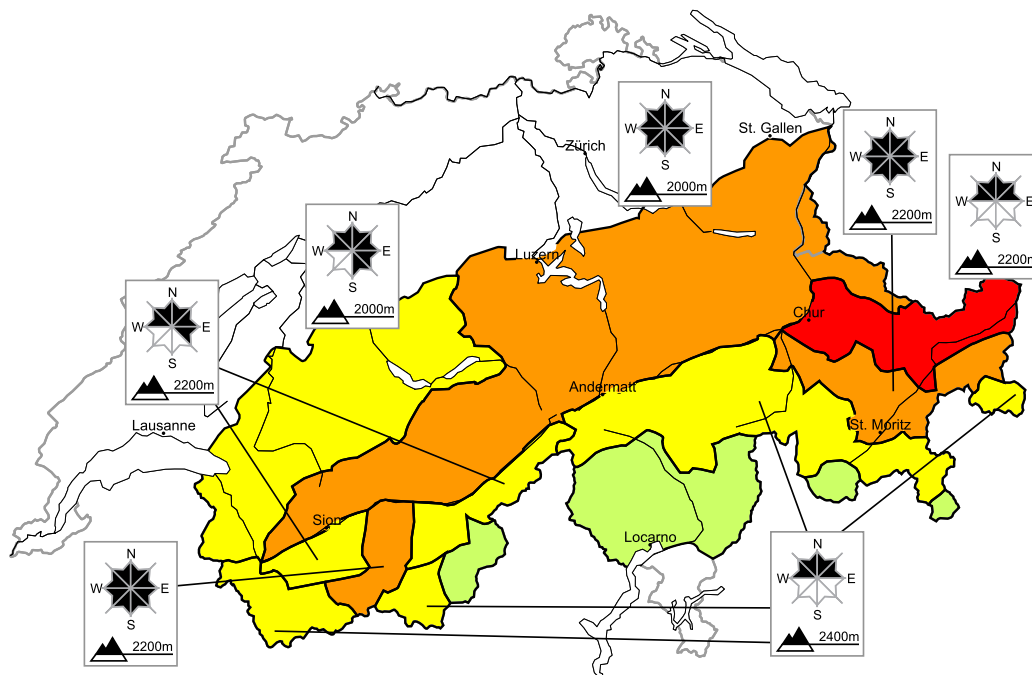 N
W E
S
2000m
St. Gallen
Zürich
N
W E
S
2200m
N
W E
S
2200m
N
W E
S
2000m
Luzern
N
W E
S
2200m
Chur
Andermatt
Lausanne
St. Moritz
Sion
Locarno
N
W E
S
2200m
N
W E
S
2400m